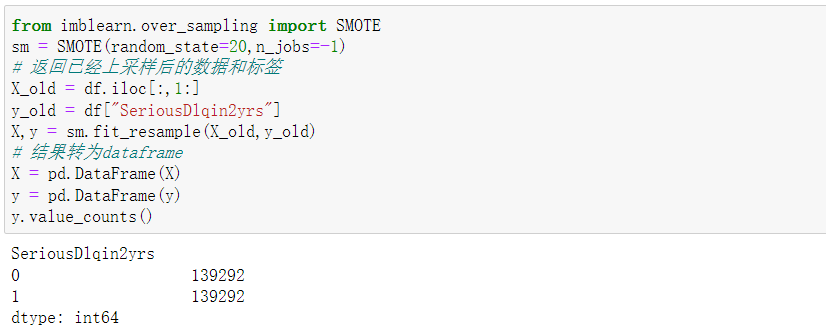 from imblearn.over_sampling import SMOTE
sm = SMOTE(random_state=20,n_jobs=-1)
# 返回已经上采样后的数据和标签
X_old = df.iloc[:,1:]
y_old = df["SeriousDlqin2yrs"]
X,y = sm.fit_resample(X_old,y_old)
# 结果转为dataframe
X = pd.DataFrame(X)
y = pd.DataFrame(y)
y.value_counts()
SeriousDlqin2yrs
0 139292
1 139292
dtype: int64